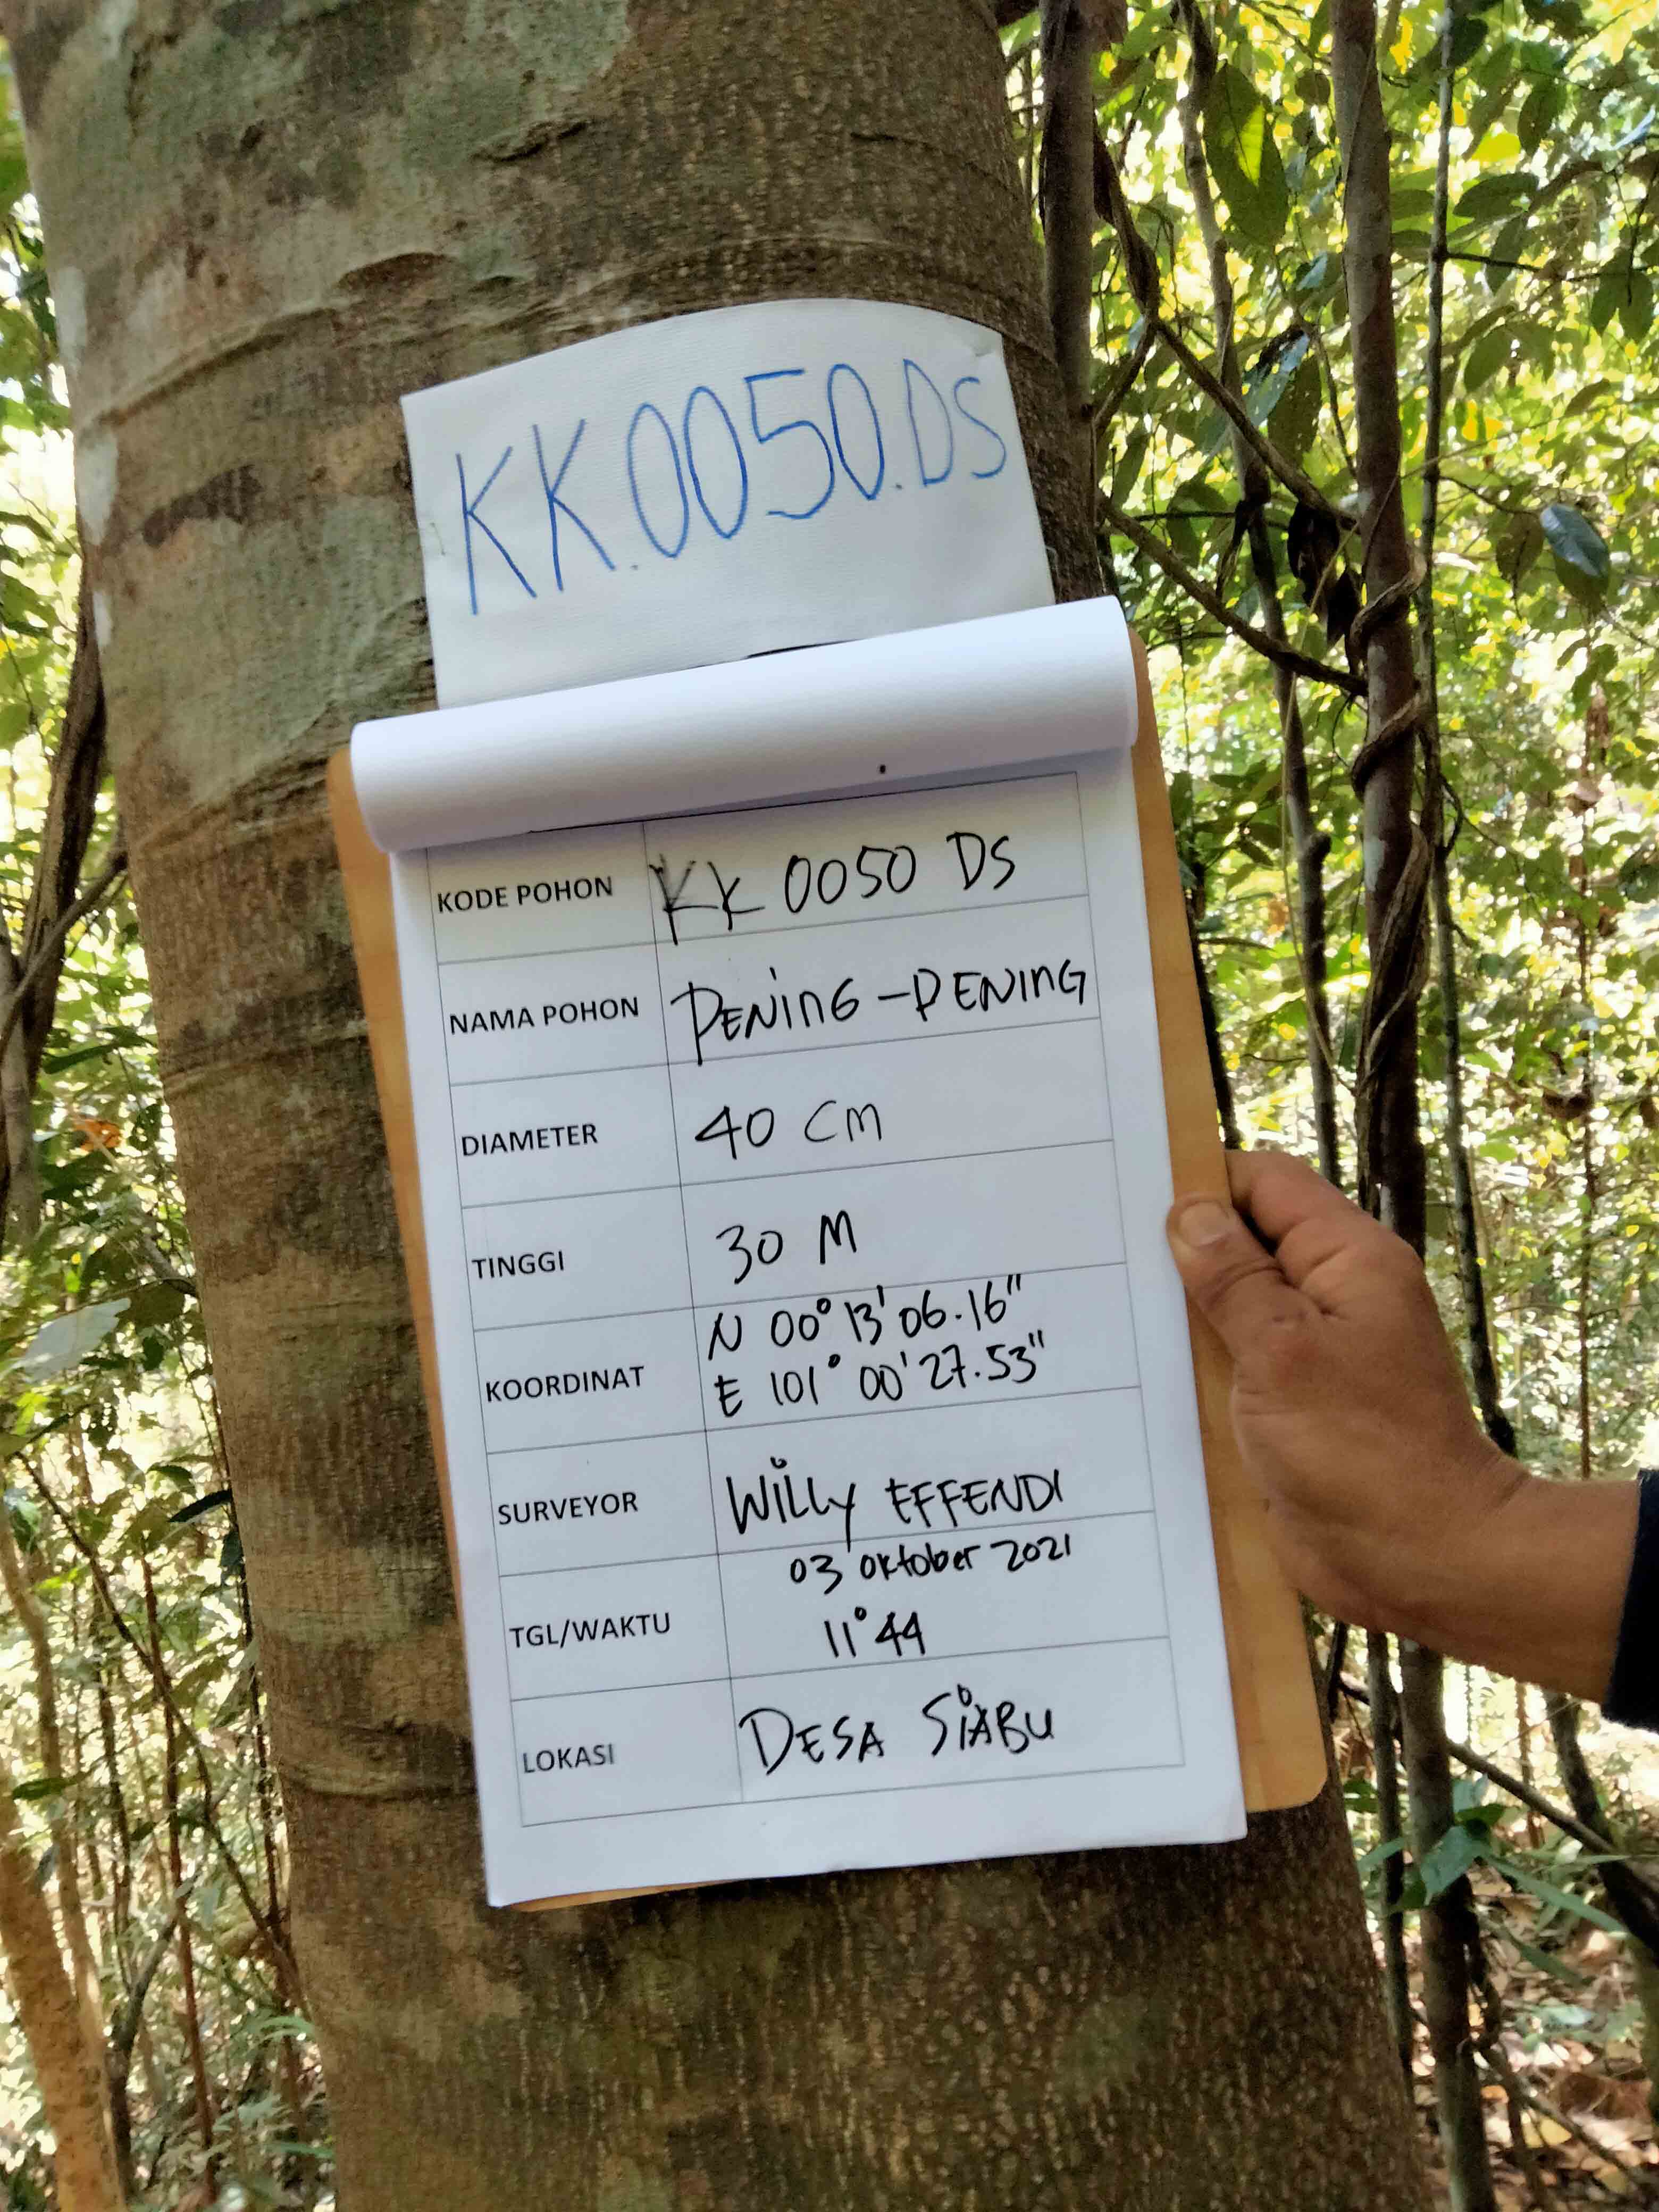 KK.0050.DS
KODE POHON KK 0050 DS
NAMA POHON PENiNG-PENiNG
DIAMETER 40 CM
TINGGI 30 M
KOORDINAT N 00° 13' 06.16"
E 101° 00' 27.53"
SURVEYOR WiLLy EFFENDI
TGL/WAKTU 03 oktober 2021
11°44
LOKASI DESA SiABU